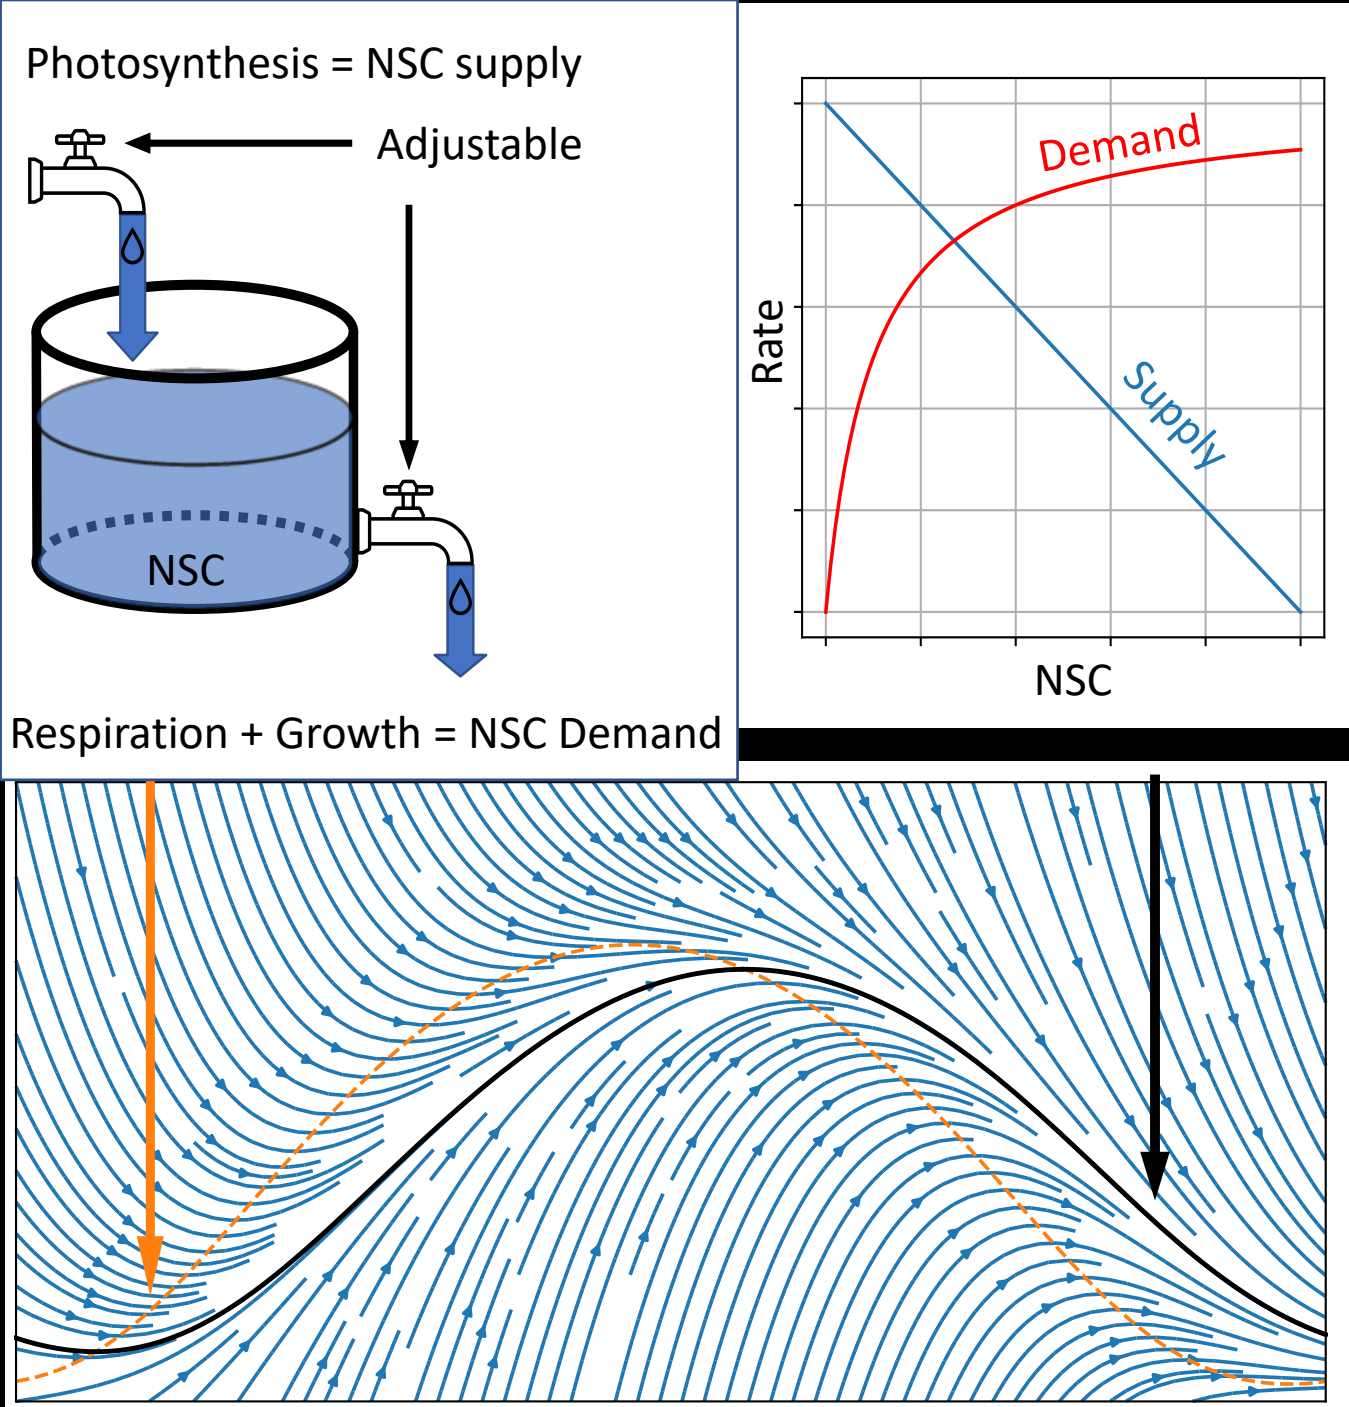 Photosynthesis = NSC supply
Adjustable
NSC
Respiration + Growth = NSC Demand
Demand
Supply
Rate
NSC